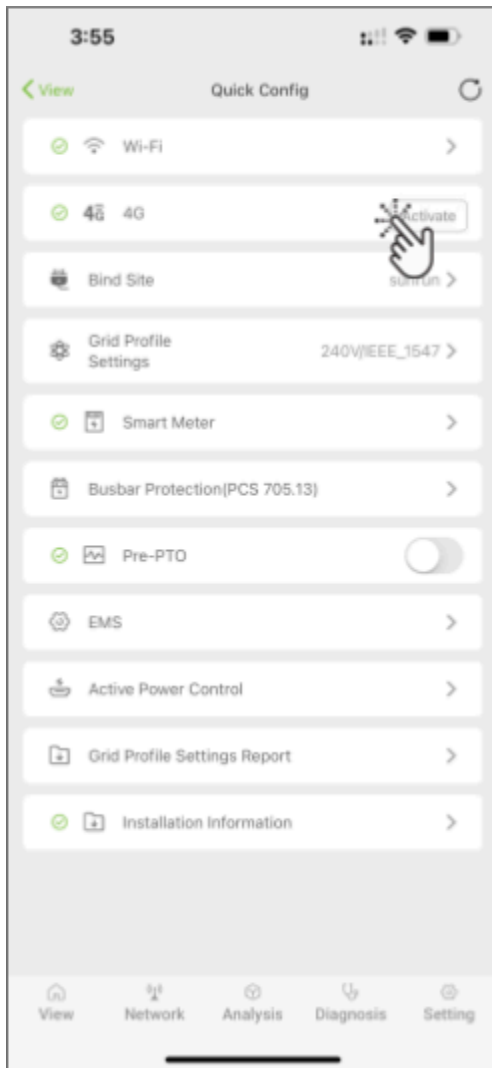 3:55
View Quick Config
Wi-Fi
4G 4G Activate
Bind Site sunrun
Grid Profile
Settings 240V/IEEE_1547
Smart Meter
Busbar Protection(PCS 705.13)
Pre-PTO
EMS
Active Power Control
Grid Profile Settings Report
Installation Information
View Network Analysis Diagnosis Setting